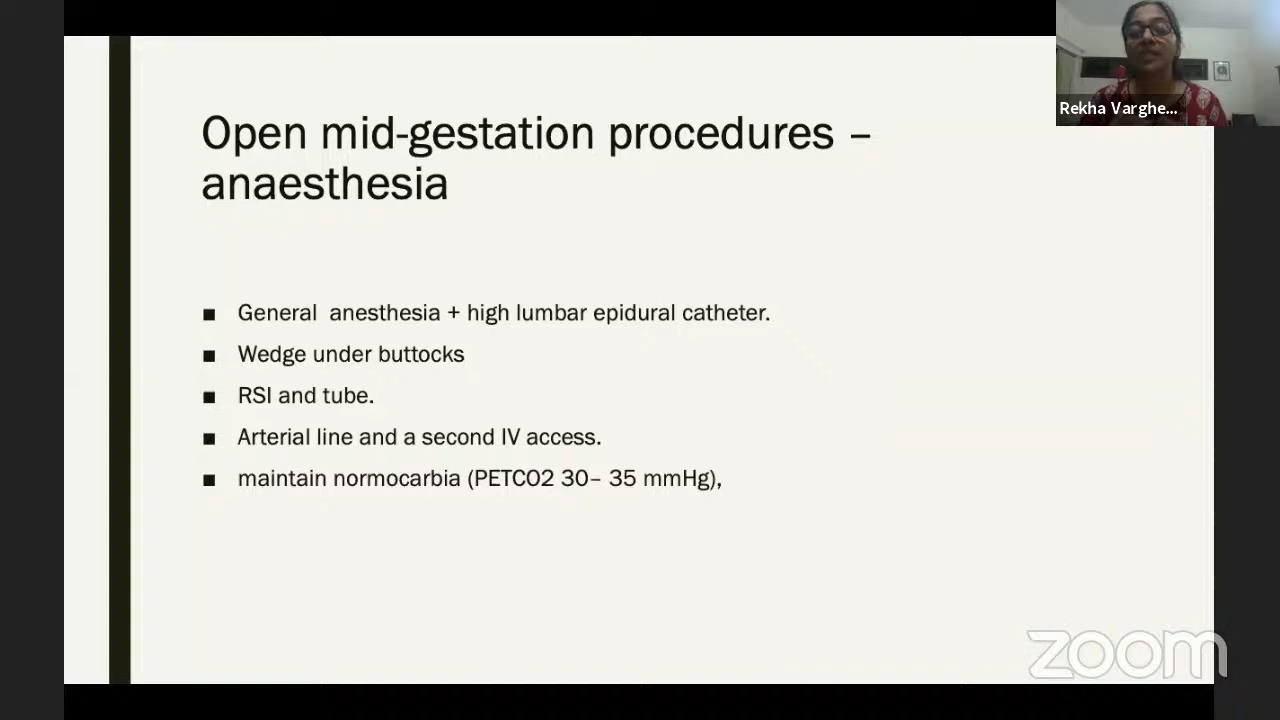 Open mid-gestation procedures –
anaesthesia
■ General anesthesia + high lumbar epidural catheter.
■ Wedge under buttocks
■ RSI and tube.
■ Arterial line and a second IV access.
■ maintain normocarbia (PETCO2 30– 35 mmHg),
Rekha Varghe...
zoom